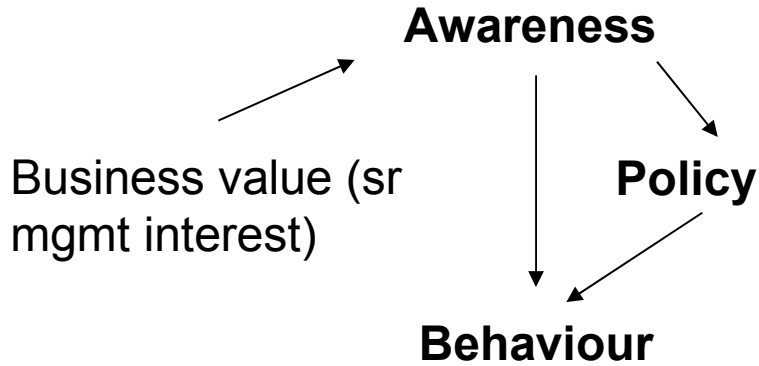 Awareness
Business value (sr
mgmt interest)
Policy
Behaviour